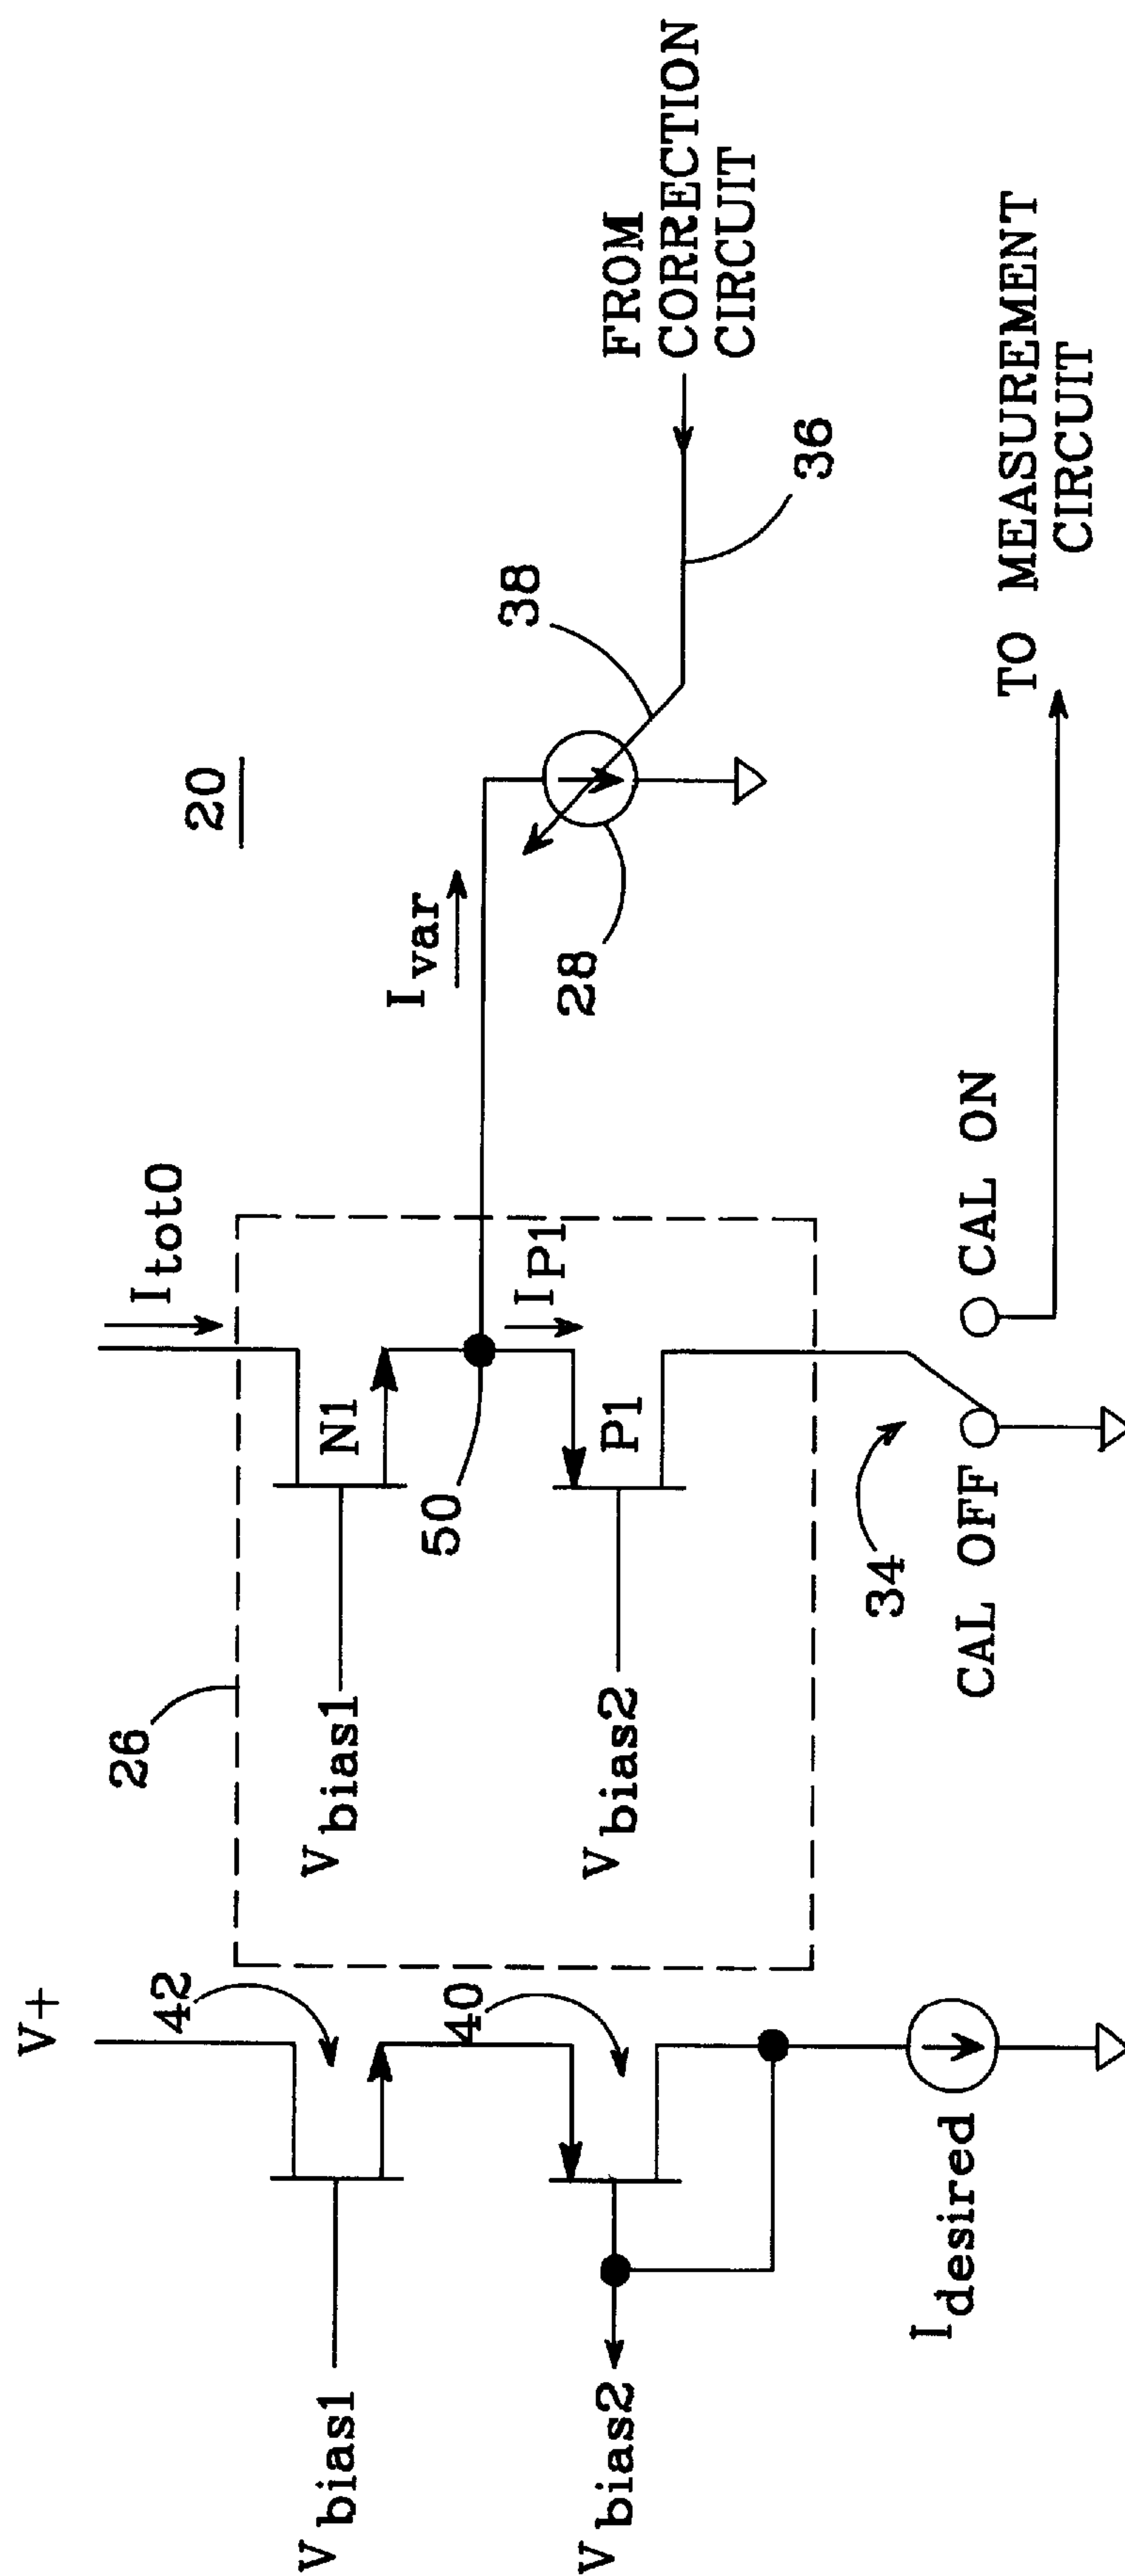 20
V+
42
40
Vbias1
Vbias2
Idesired
26
Itot0
Vbias1
N1
50
IP1
Vbias2
P1
34
CAL OFF
CAL ON
Ivar
28
38
36
FROM
CORRECTION
CIRCUIT
TO MEASUREMENT
CIRCUIT